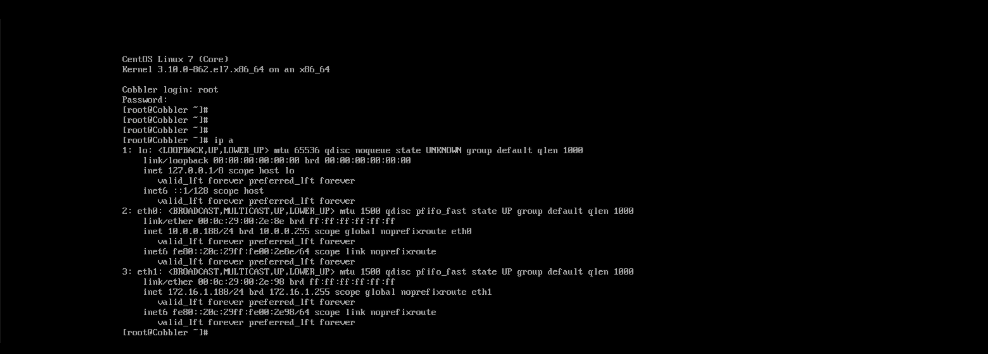 CentOS Linux 7 (Core)
Kernel 3.10.0-862.el7.x86_64 on an x86_64
Cobbler login: root
Password:
[root@Cobbler ~]#
[root@Cobbler ~]#
[root@Cobbler ~]#
[root@Cobbler ~]# ip a
1: lo: <LOOPBACK,UP,LOWER_UP> mtu 65536 qdisc noqueue state UNKNOWN group default qlen 1000
    link/loopback 00:00:00:00:00:00 brd 00:00:00:00:00:00
    inet 127.0.0.1/8 scope host lo
       valid_lft forever preferred_lft forever
    inet6 ::1/128 scope host
       valid_lft forever preferred_lft forever
2: eth0: <BROADCAST,MULTICAST,UP,LOWER_UP> mtu 1500 qdisc pfifo_fast state UP group default qlen 1000
    link/ether 00:0c:29:00:2e:8e brd ff:ff:ff:ff:ff:ff
    inet 10.0.0.188/24 brd 10.0.0.255 scope global noprefixroute eth0
       valid_lft forever preferred_lft forever
    inet6 fe80::20c:29ff:fe00:2e8e/64 scope link noprefixroute
       valid_lft forever preferred_lft forever
3: eth1: <BROADCAST,MULTICAST,UP,LOWER_UP> mtu 1500 qdisc pfifo_fast state UP group default qlen 1000
    link/ether 00:0c:29:00:2e:98 brd ff:ff:ff:ff:ff:ff
    inet 172.16.1.188/24 brd 172.16.1.255 scope global noprefixroute eth1
       valid_lft forever preferred_lft forever
    inet6 fe80::20c:29ff:fe00:2e98/64 scope link noprefixroute
       valid_lft forever preferred_lft forever
[root@Cobbler ~]#